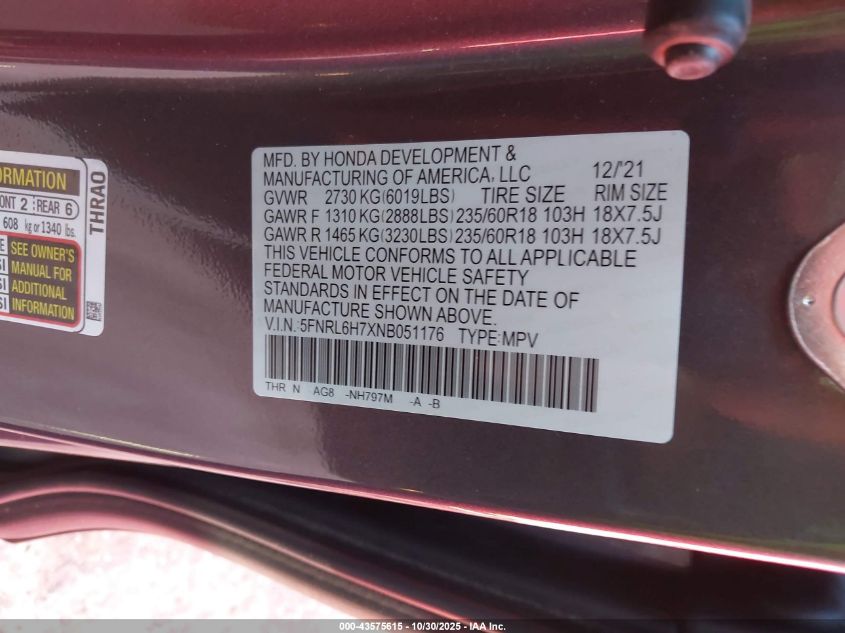 ORMATION
ONT 2 REAR 6
608 kg or 1340 lbs.
SEE OWNER'S
MANUAL FOR
ADDITIONAL
INFORMATION
THRA0
MFD. BY HONDA DEVELOPMENT &
MANUFACTURING OF AMERICA, LLC 12/'21
GVWR 2730 KG(6019LBS) TIRE SIZE RIM SIZE
GAWR F 1310 KG(2888LBS) 235/60R18 103H 18X7.5J
GAWR R 1465 KG(3230LBS) 235/60R18 103H 18X7.5J
THIS VEHICLE CONFORMS TO ALL APPLICABLE
FEDERAL MOTOR VEHICLE SAFETY
STANDARDS IN EFFECT ON THE DATE OF
MANUFACTURE SHOWN ABOVE.
V.I.N.:5FNRL6H7XNB051176 TYPE:MPV
THR N AG8 -NH797M -A -B
000-43575615 - 10/30/2025 - IAA Inc.